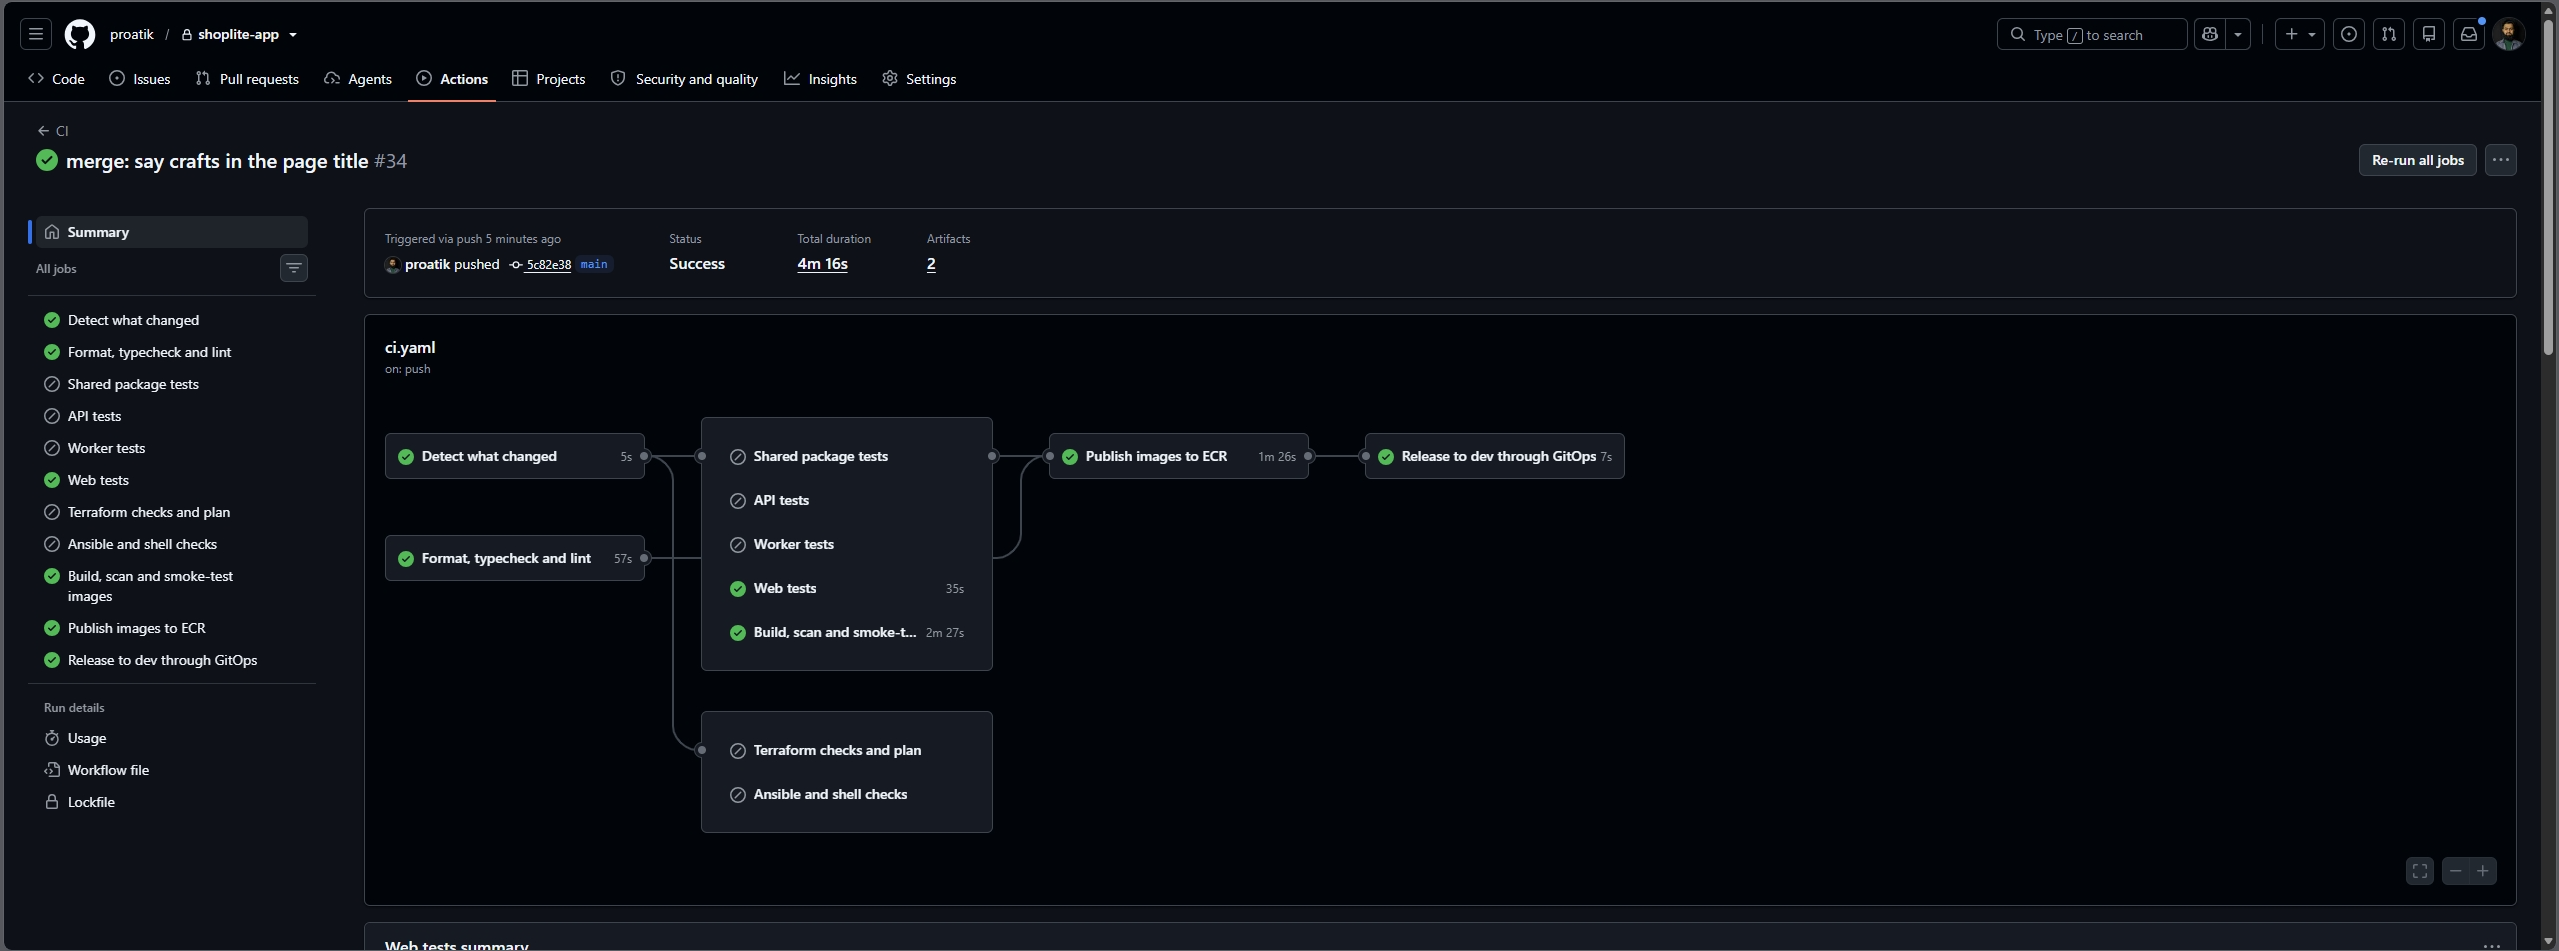 proatik / shoplite-app
Type / to search
Code
Issues
Pull requests
Agents
Actions
Projects
Security and quality
Insights
Settings
CI
merge: say crafts in the page title #34
Re-run all jobs
Summary
All jobs
Detect what changed
Format, typecheck and lint
Shared package tests
API tests
Worker tests
Web tests
Terraform checks and plan
Ansible and shell checks
Build, scan and smoke-test
images
Publish images to ECR
Release to dev through GitOps
Run details
Usage
Workflow file
Lockfile
Triggered via push 5 minutes ago
proatik pushed 5c82e38 main
Status
Success
Total duration
4m 16s
Artifacts
2
ci.yaml
on: push
Detect what changed 5s
Format, typecheck and lint 57s
Shared package tests
API tests
Worker tests
Web tests 35s
Build, scan and smoke-t... 2m 27s
Terraform checks and plan
Ansible and shell checks
Publish images to ECR 1m 26s
Release to dev through GitOps 7s
Web tests summary